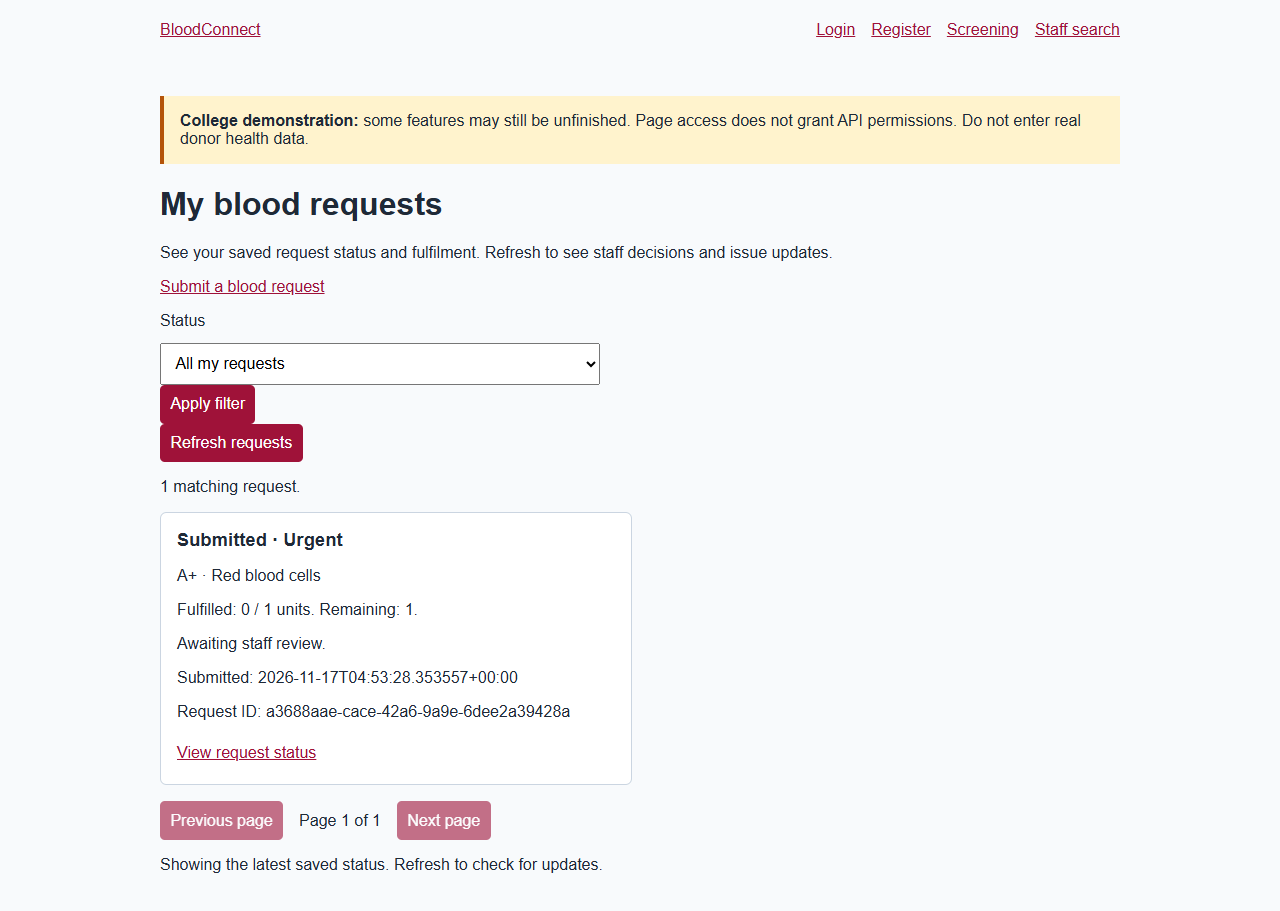 BloodConnect
Login Register Screening Staff search
College demonstration: some features may still be unfinished. Page access does not grant API permissions. Do not enter real
donor health data.
My blood requests
See your saved request status and fulfilment. Refresh to see staff decisions and issue updates.
Submit a blood request
Status
All my requests
Apply filter
Refresh requests
1 matching request.
Submitted · Urgent
A+ · Red blood cells
Fulfilled: 0 / 1 units. Remaining: 1.
Awaiting staff review.
Submitted: 2026-11-17T04:53:28.353557+00:00
Request ID: a3688aae-cace-42a6-9a9e-6dee2a39428a
View request status
Previous page Page 1 of 1 Next page
Showing the latest saved status. Refresh to check for updates.